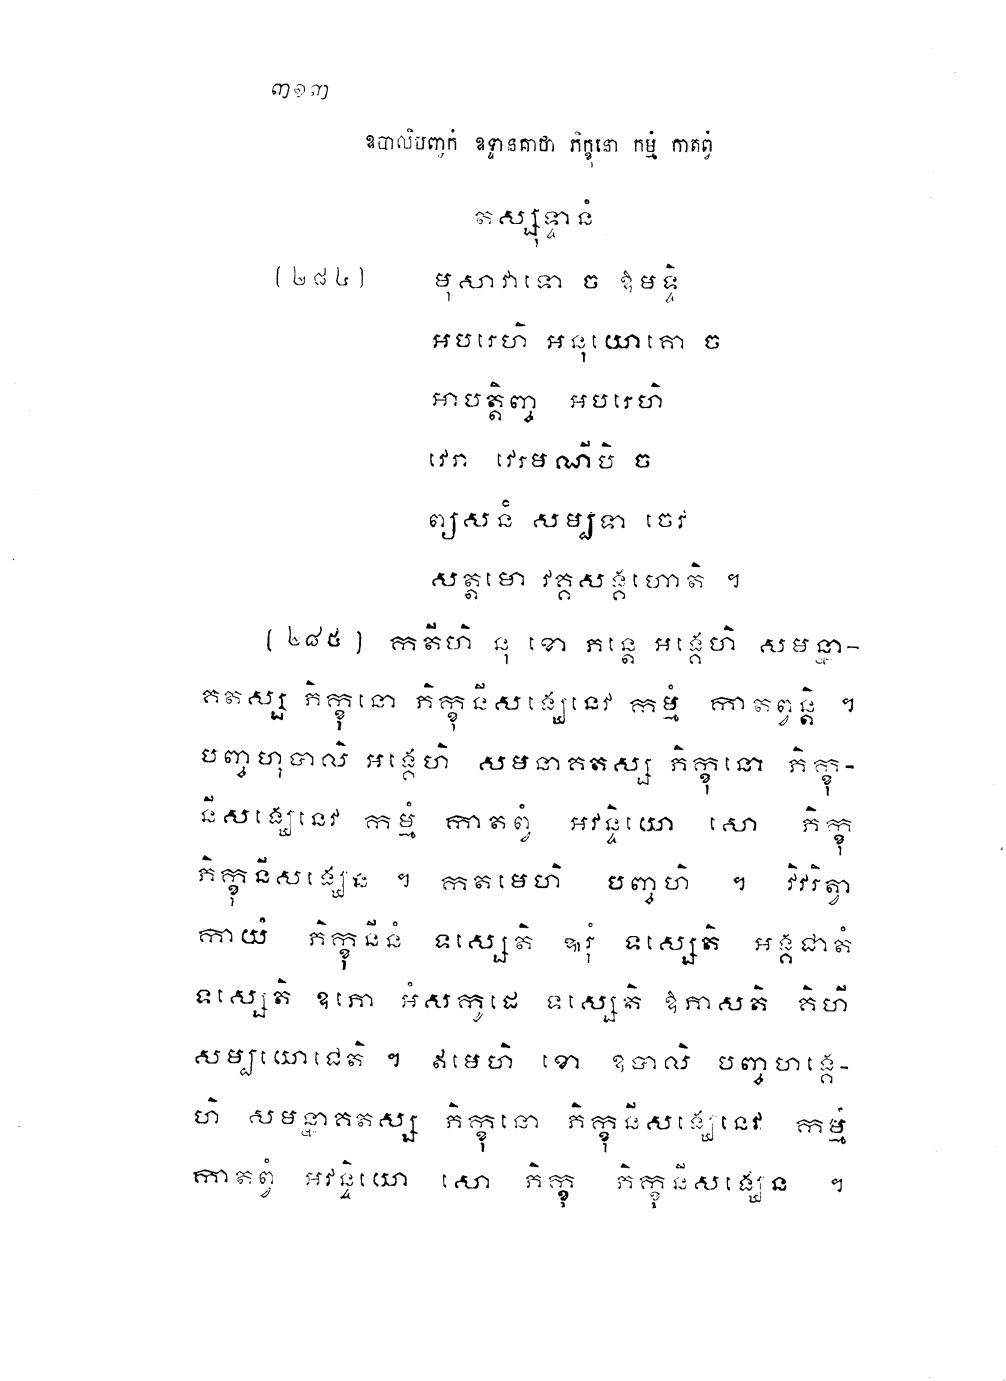 ៣១៣
ឧបាលិបញ្ចកំ ឧទ្ទានគាថា ភិក្ខុនោ កម្មំ កាតព្វំ
តស្សុទ្ទានំ
(២៨៤) មុសាវាទោ ច ឱមទ្ទិ
អបរេហិ អនុយោគោ ច
អាបត្តិញ្ច អបរេហិ
វេរា វេរមណីបិ ច
ព្យសនំ សម្បទា ចេវ
សត្តមោ វគ្គសង្គហោតិ ។
(២៨៥) កតីហិ នុ ខោ ភន្តេ អង្គេហិ សមន្នា-
គតស្ស ភិក្ខុនោ ភិក្ខុនីសង្ឃេនេវ កម្មំ កាតព្វន្តិ ។
បញ្ចហុបាលិ អង្គេហិ សមនាគតស្ស ភិក្ខុនោ ភិក្ខុ-
នីសង្ឃេនេវ កម្មំ កាតព្វំ អវន្ទិយោ សោ ភិក្ខុ
ភិក្ខុនីសង្ឃេន ។ កតមេហិ បញ្ចហិ ។ វិវរិត្វា
កាយំ ភិក្ខុនីនំ ទស្សេតិ ឩរុំ ទស្សេតិ អង្គជាតំ
ទស្សេតិ ឧភោ អំសកូដេ ទស្សេតិ ឱភាសតិ គិហី
សម្បយោជេតិ ។ ឥមេហិ ខោ ឧបាលិ បញ្ចហង្គេ-
ហិ សមន្នាគតស្ស ភិក្ខុនោ ភិក្ខុនីសង្ឃេនេវ កម្មំ
កាតព្វំ អវន្ទិយោ សោ ភិក្ខុ ភិក្ខុនីសង្ឃេន ។